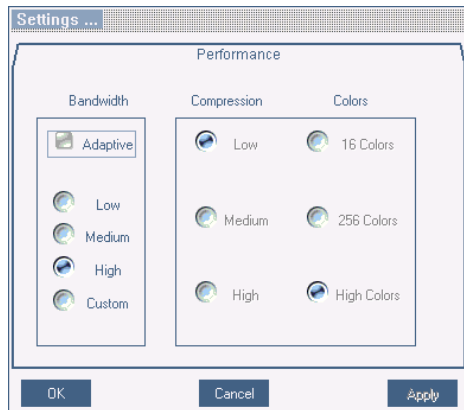 Settings ...
Performance
Bandwidth Compression Colors
Adaptive Low 16 Colors
Low
Medium 256 Colors
Medium
High
High High Colors
Custom
OK Cancel Apply